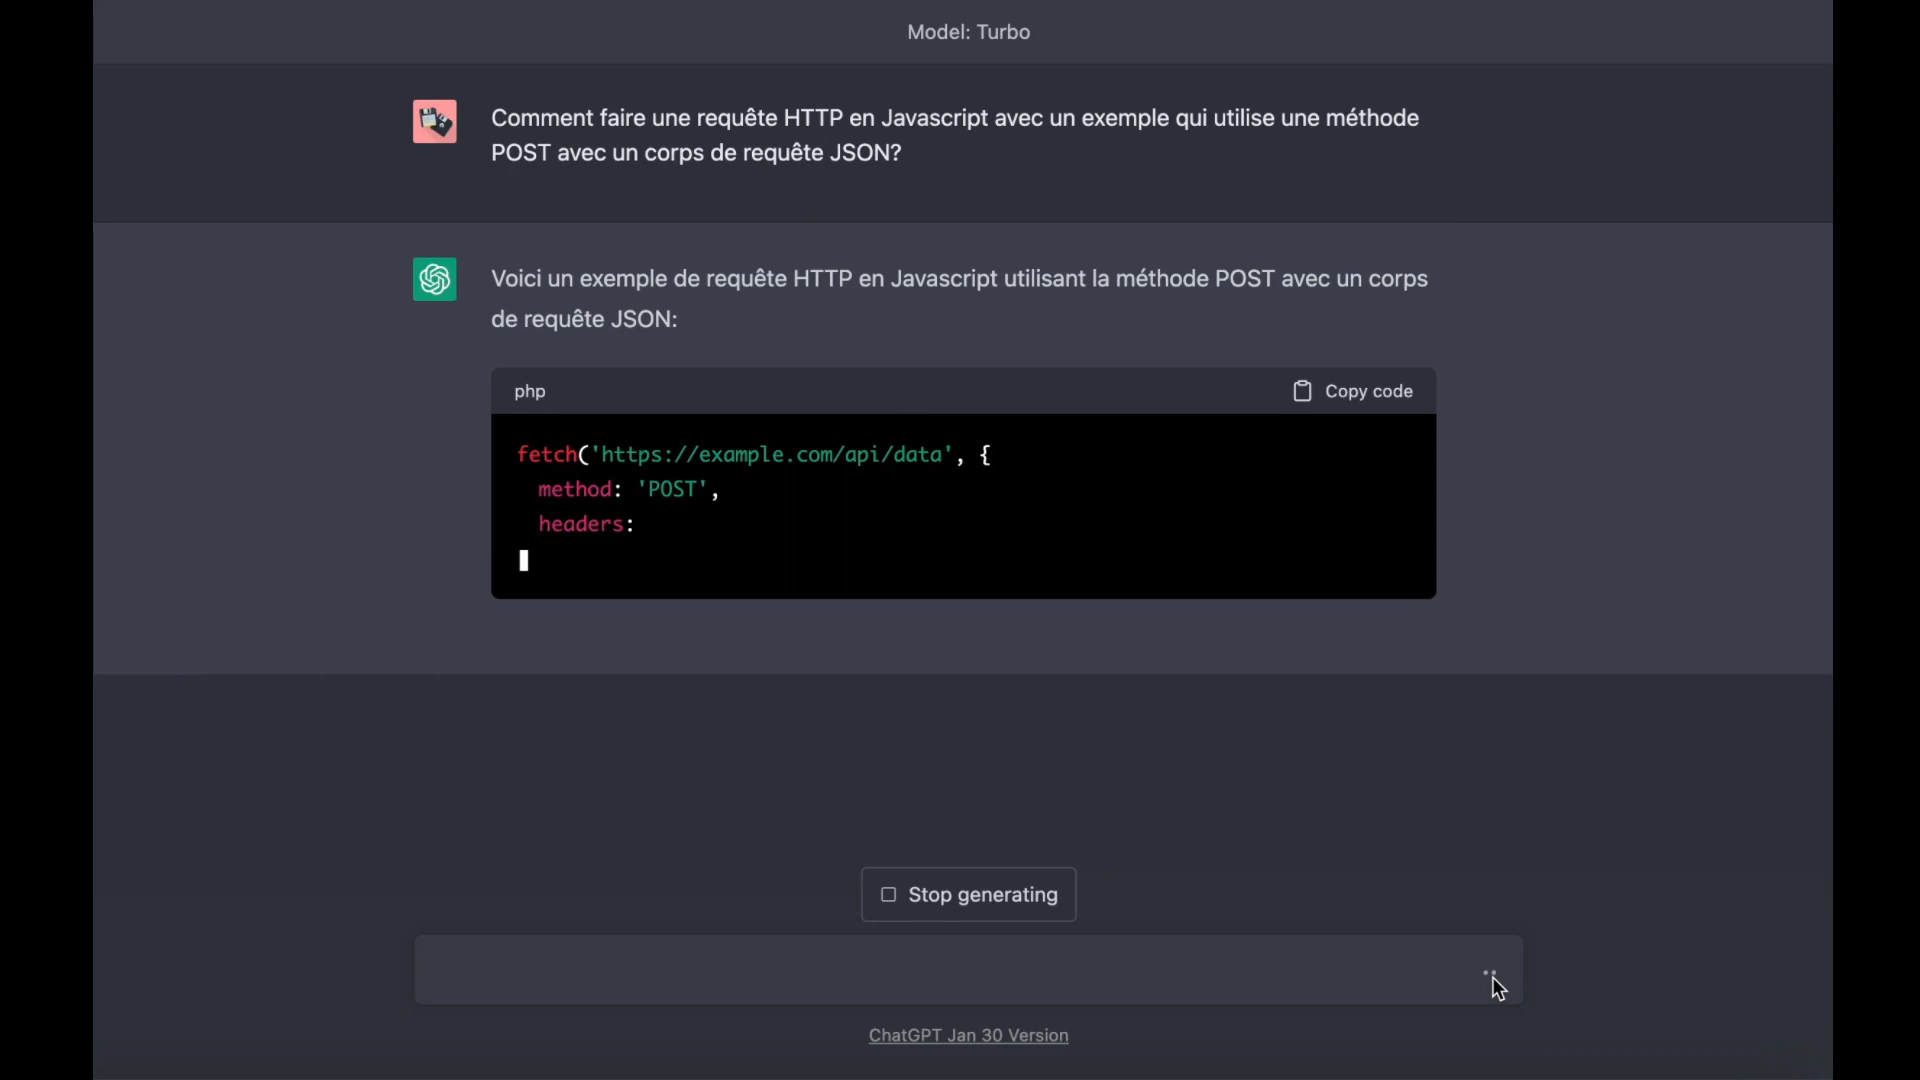 Model: Turbo
Comment faire une requête HTTP en Javascript avec un exemple qui utilise une méthode
POST avec un corps de requête JSON?
Voici un exemple de requête HTTP en Javascript utilisant la méthode POST avec un corps
de requête JSON:
php
Copy code
fetch('https://example.com/api/data', {
  method: 'POST',
  headers:
Stop generating
ChatGPT Jan 30 Version